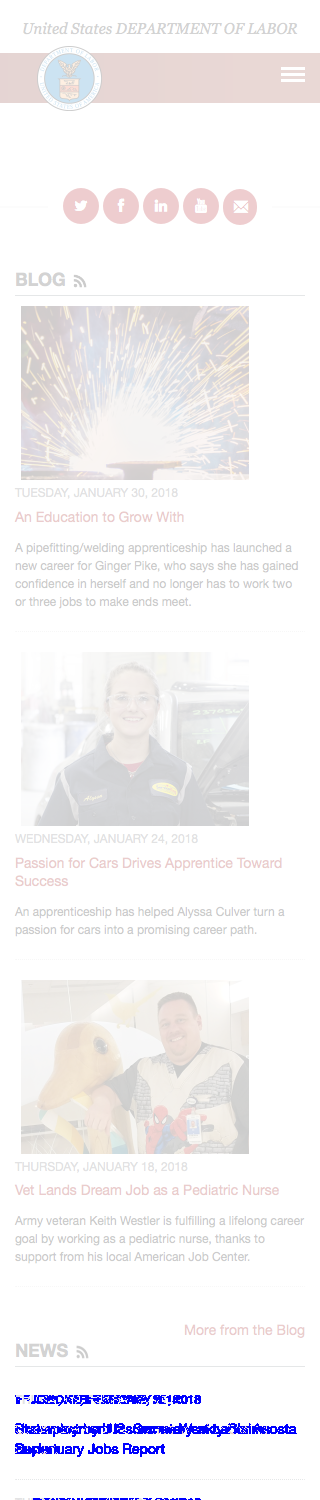 United States DEPARTMENT OF LABOR
BLOG
TUESDAY, JANUARY 30, 2018
An Education to Grow With
A pipefitting/welding apprenticeship has launched a
new career for Ginger Pike, who says she has gained
confidence in herself and no longer has to work two
or three jobs to make ends meet.
WEDNESDAY, JANUARY 24, 2018
Passion for Cars Drives Apprentice Toward
Success
An apprenticeship has helped Alyssa Culver turn a
passion for cars into a promising career path.
THURSDAY, JANUARY 18, 2018
Vet Lands Dream Job as a Pediatric Nurse
Army veteran Keith Westler is fulfilling a lifelong career
goal by working as a pediatric nurse, thanks to
support from his local American Job Center.
More from the Blog
NEWS
Jobs Report